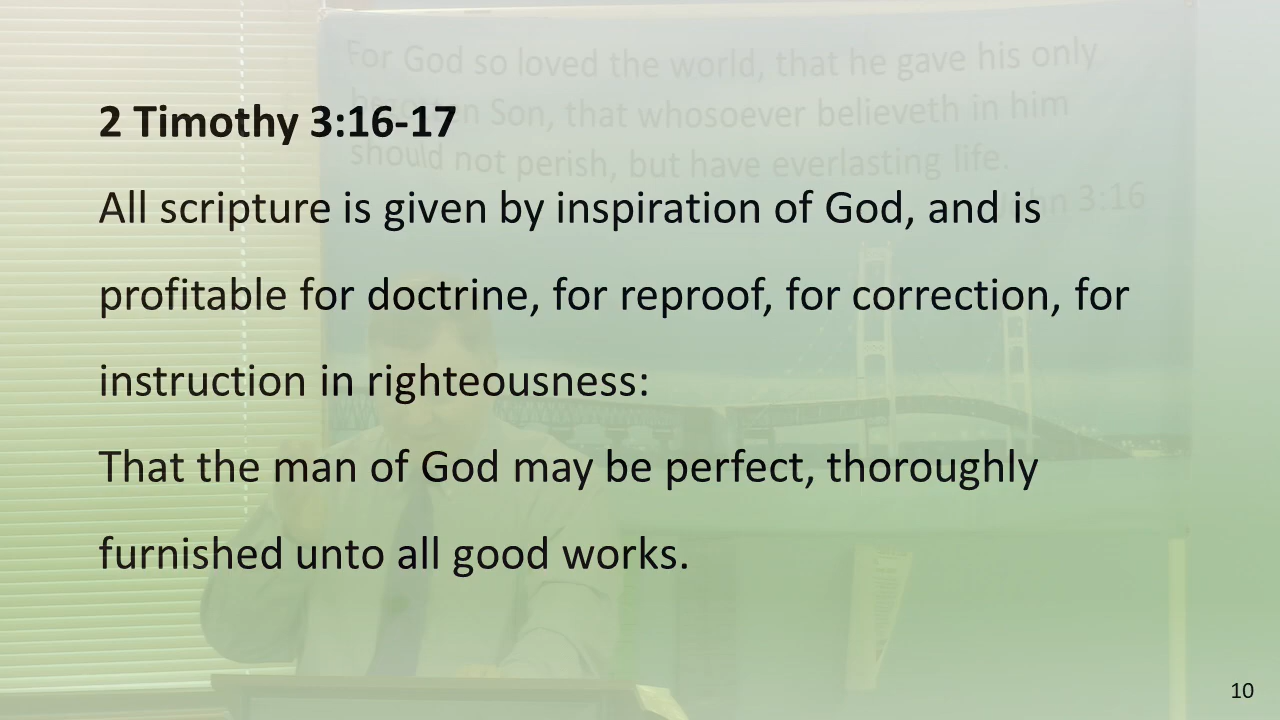 For God so loved the world, that he gave his only
Son, that whosoever believeth in him
should not perish, but have everlasting life.
3:16
2 Timothy 3:16-17
All scripture is given by inspiration of God, and is
profitable for doctrine, for reproof, for correction, for
instruction in righteousness:
That the man of God may be perfect, thoroughly
furnished unto all good works.
10